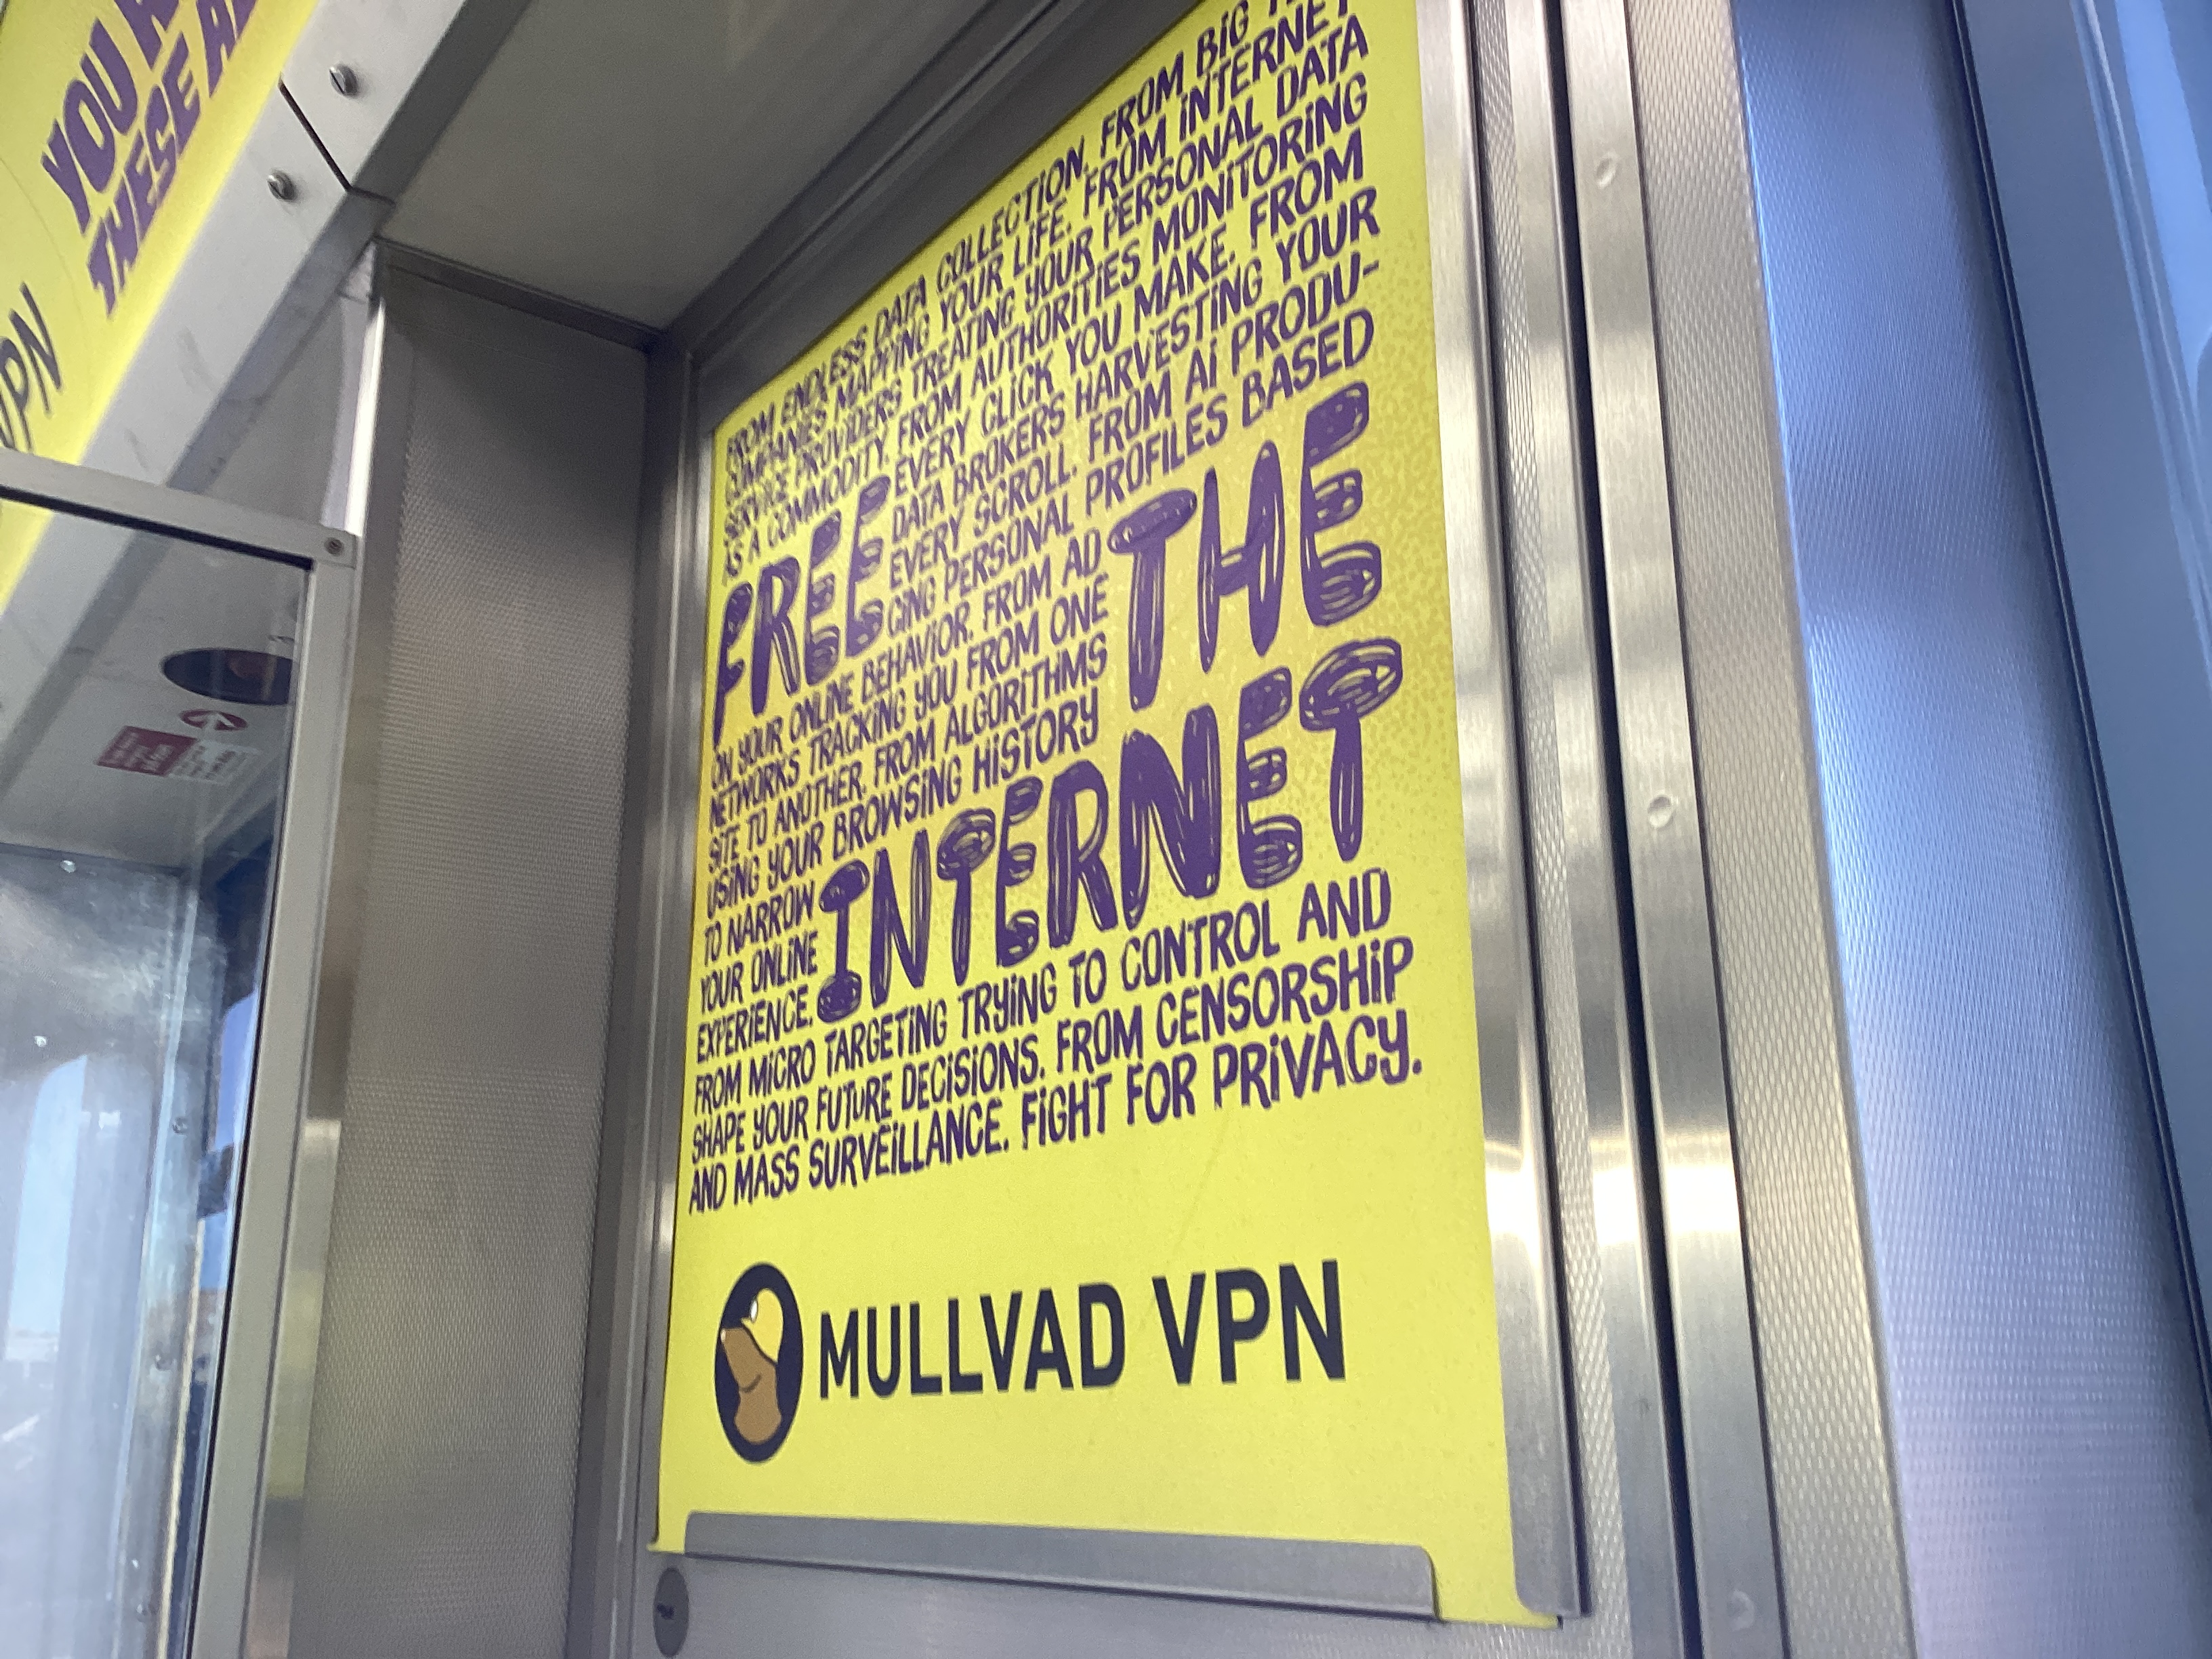 YOU
THESE
VPN
FROM ENDLESS DATA COLLECTION. FROM BIG
COMPANIES MAPPING YOUR LIFE. FROM INTERNET
SERVICE PROVIDERS TREATING YOUR PERSONAL DATA
IS A COMMODITY. FROM AUTHORITIES MONITORING
EVERY CLICK YOU MAKE. FROM
DATA BROKERS HARVESTING YOUR
EVERY SCROLL. FROM Ai PRODU-
FREE
CING PERSONAL PROFILES BASED
ON YOUR ONLINE BEHAVIOR. FROM AD
NETWORKS TRACKING YOU FROM ONE
THE
SITE TO ANOTHER. FROM ALGORITHMS
USING YOUR BROWSING HISTORY
TO NARROW
YOUR ONLINE
EXPERIENCE.
INTERNET
FROM MICRO TARGETING TRYING TO CONTROL AND
SHAPE YOUR FUTURE DECISIONS. FROM CENSORSHIP
AND MASS SURVEILLANCE. FIGHT FOR PRIVACY.
MULLVAD VPN